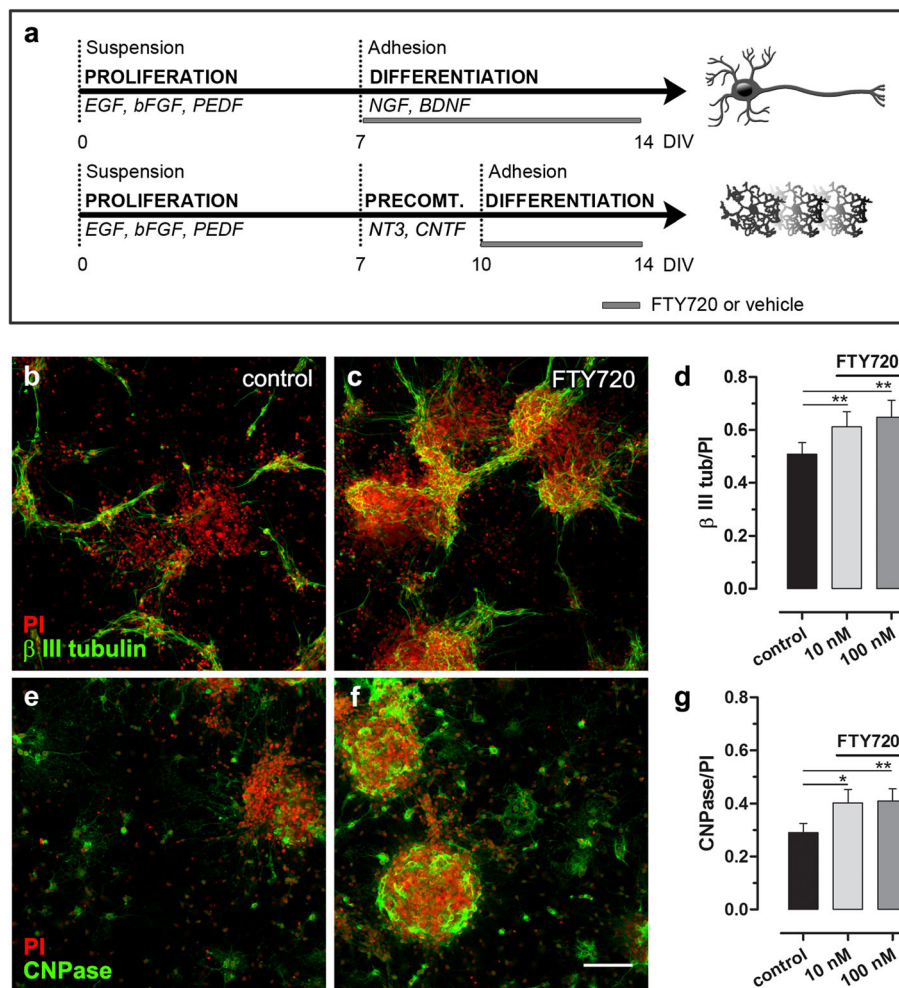 a
Suspension
Adhesion
PROLIFERATION
DIFFERENTIATION
EGF, bFGF, PEDF
NGF, BDNF
0
7
14 DIV
Suspension
Adhesion
PROLIFERATION
PRECOMT.
DIFFERENTIATION
EGF, bFGF, PEDF
NT3, CNTF
0
7
10
14 DIV
FTY720 or vehicle
b
control
PI
β III tubulin
c
FTY720
d
FTY720
**
**
β III tub/PI
0.8
0.6
0.4
0.2
0.0
control
10 nM
100 nM
e
PI
CNPase
f
g
FTY720
**
*
CNPase/PI
0.8
0.6
0.4
0.2
0.0
control
10 nM
100 nM